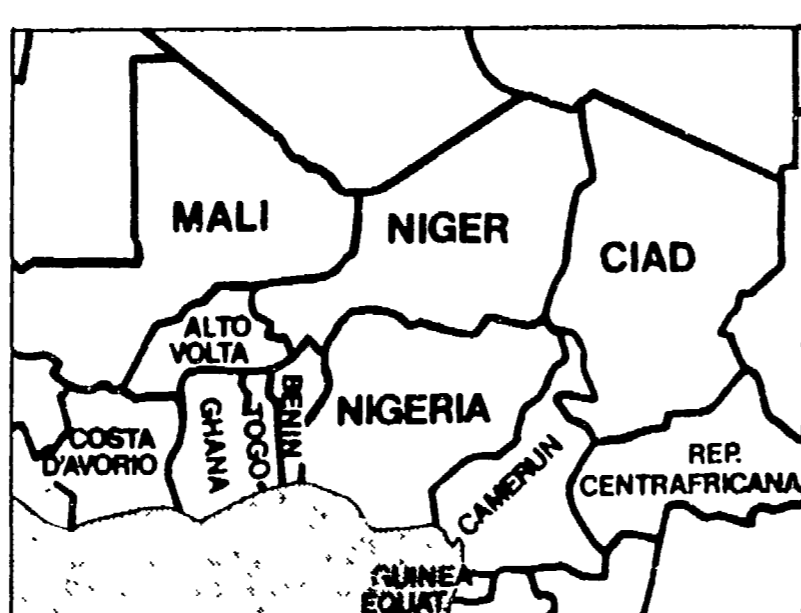 MALI
NIGER
CIAD
ALTO
VOLTA
BENIN
NIGERIA
GHANA
TOGO
COSTA
D'AVORIO
CAMERUN
REP.
CENTRAFRICANA
GUINEA
EQUAT.